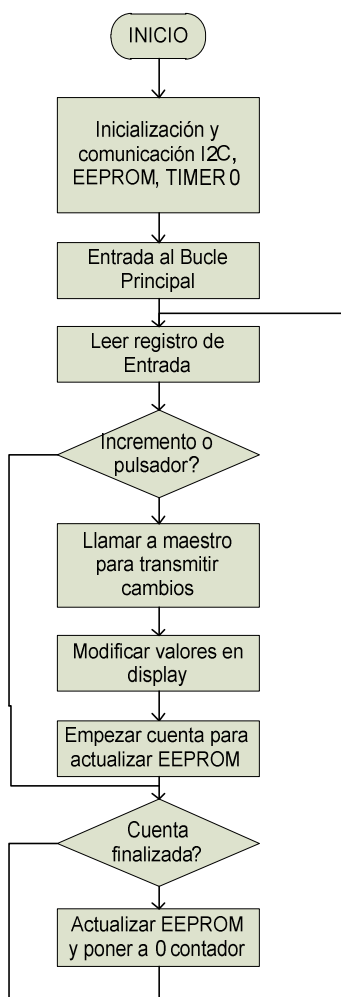 INICIO
Inicialización y
comunicación I2C,
EEPROM, TIMER 0
Entrada al Bucle
Principal
Leer registro de
Entrada
Incremento o
pulsador?
Llamar a maestro
para transmitir
cambios
Modificar valores en
display
Empezar cuenta para
actualizar EEPROM
Cuenta
finalizada?
Actualizar EEPROM
y poner a 0 contador